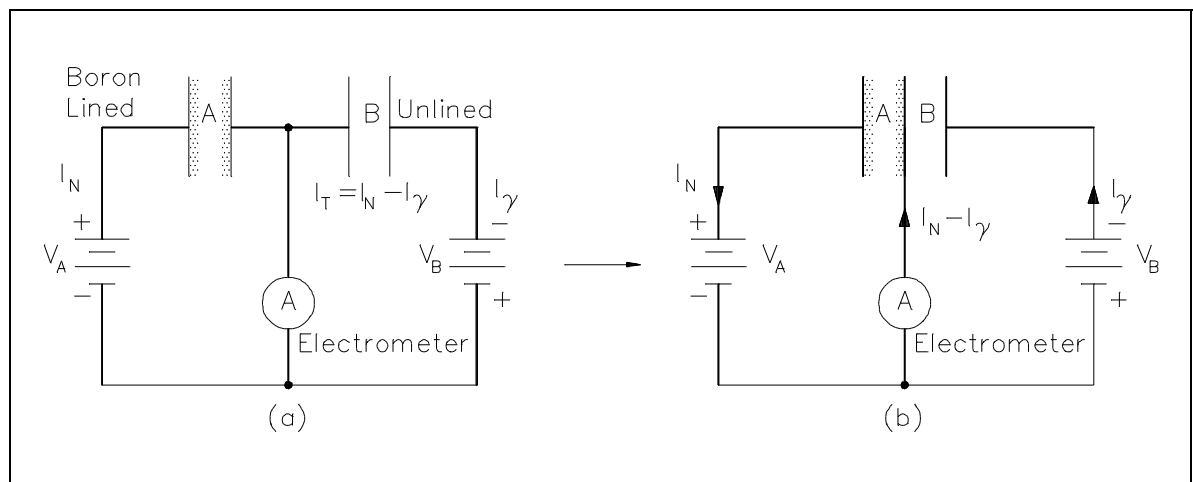 Boron
Lined
A
B
Unlined
I_N
I_T = I_N − I_γ
I_γ
+
−
V_A
V_B
−
+
A
Electrometer
(a)
A
B
I_N
I_γ
+
−
I_N − I_γ
V_A
V_B
−
+
A
Electrometer
(b)